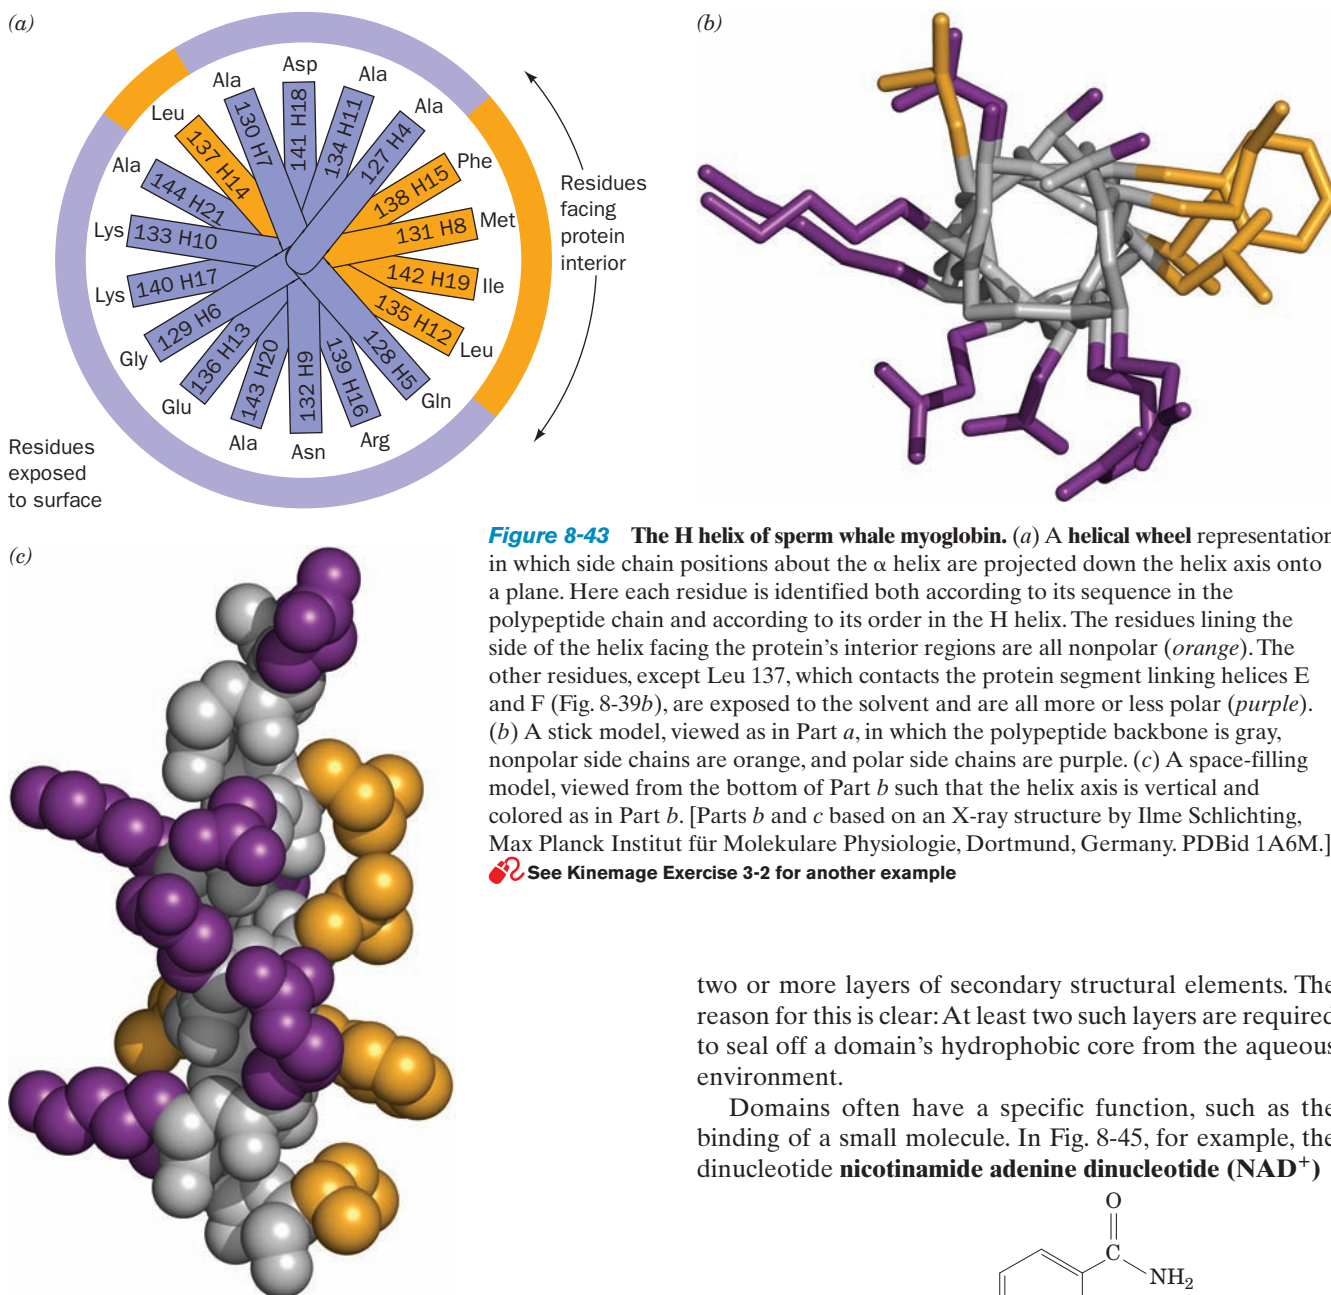 (a)
Asp
Ala
Ala
Ala
Leu
Phe
Ala
Met
Lys
Ile
Lys
Leu
Gly
Gln
Glu
Ala
Asn
Arg
141 H18
134 H11
127 H4
138 H15
131 H8
142 H19
135 H12
128 H5
139 H16
132 H9
143 H20
136 H13
129 H6
140 H17
133 H10
144 H21
137 H14
130 H7
Residues
facing
protein
interior
Residues
exposed
to surface
(b)
(c)
Figure 8-43 The H helix of sperm whale myoglobin. (a) A helical wheel representation
in which side chain positions about the α helix are projected down the helix axis onto
a plane. Here each residue is identified both according to its sequence in the
polypeptide chain and according to its order in the H helix. The residues lining the
side of the helix facing the protein's interior regions are all nonpolar (orange). The
other residues, except Leu 137, which contacts the protein segment linking helices E
and F (Fig. 8-39b), are exposed to the solvent and are all more or less polar (purple).
(b) A stick model, viewed as in Part a, in which the polypeptide backbone is gray,
nonpolar side chains are orange, and polar side chains are purple. (c) A space-filling
model, viewed from the bottom of Part b such that the helix axis is vertical and
colored as in Part b. [Parts b and c based on an X-ray structure by Ilme Schlichting,
Max Planck Institut für Molekulare Physiologie, Dortmund, Germany. PDBid 1A6M.]
See Kinemage Exercise 3-2 for another example
two or more layers of secondary structural elements. The
reason for this is clear: At least two such layers are required
to seal off a domain's hydrophobic core from the aqueous
environment.
Domains often have a specific function, such as the
binding of a small molecule. In Fig. 8-45, for example, the
dinucleotide nicotinamide adenine dinucleotide (NAD⁺)
O
C
NH₂